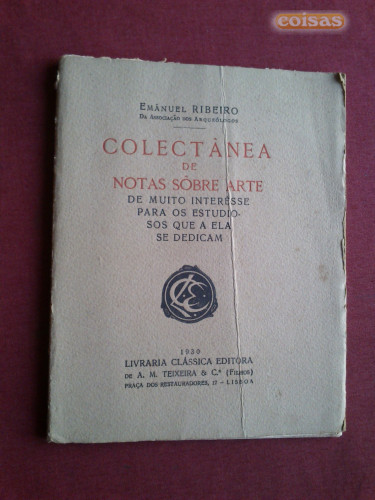 coisas
EMÂNUEL RIBEIRO
DA ASSOCIAÇÃO DOS ARQUEÓLOGOS
COLECTÂNEA
DE
NOTAS SÔBRE ARTE
DE MUITO INTERÊSSE
PARA OS ESTUDIO-
SOS QUE A ELA
SE DEDICAM
LCE
1930
LIVRARIA CLÁSSICA EDITORA
DE A. M. TEIXEIRA & C.ª (FILHOS)
PRAÇA DOS RESTAURADORES, 17 - LISBOA